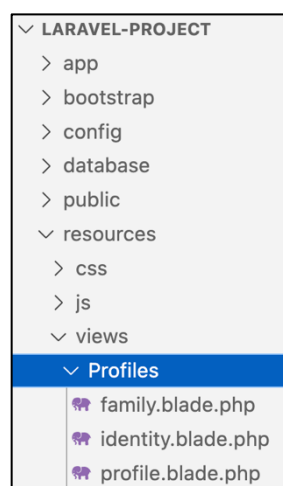 LARAVEL-PROJECT
app
bootstrap
config
database
public
resources
css
js
views
Profiles
family.blade.php
identity.blade.php
profile.blade.php